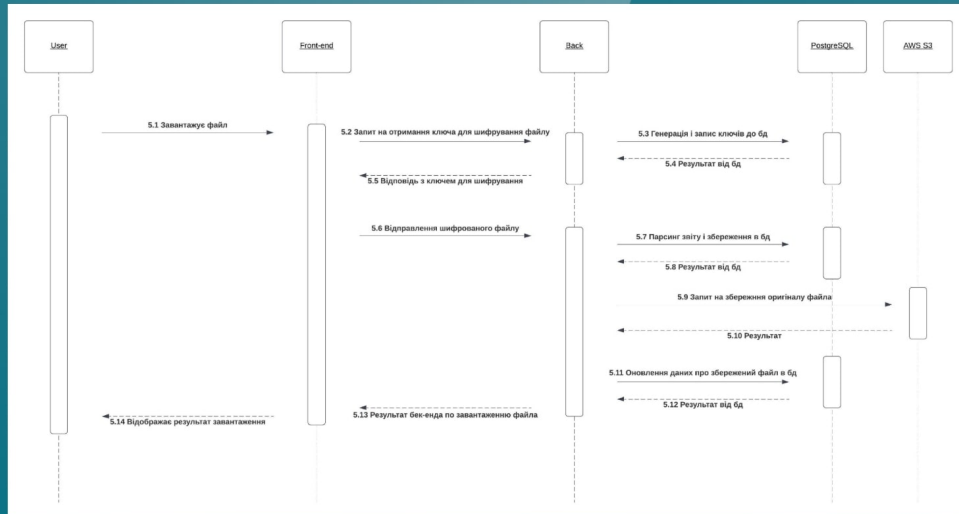 User
Front-end
Back
PostgreSQL
AWS S3
5.1 Завантажує файл
5.2 Запит на отримання ключа для шифрування файлу
5.3 Генерація і запис ключів до бд
5.4 Результат від бд
5.5 Відповідь з ключем для шифрування
5.6 Відправлення шифрованого файлу
5.7 Парсинг звіту і збереження в бд
5.8 Результат від бд
5.9 Запит на збережння оригіналу файла
5.10 Результат
5.11 Оновлення даних про збережений файл в бд
5.12 Результат від бд
5.13 Результат бек-енда по завантаженню файла
5.14 Відображає результат завантаження